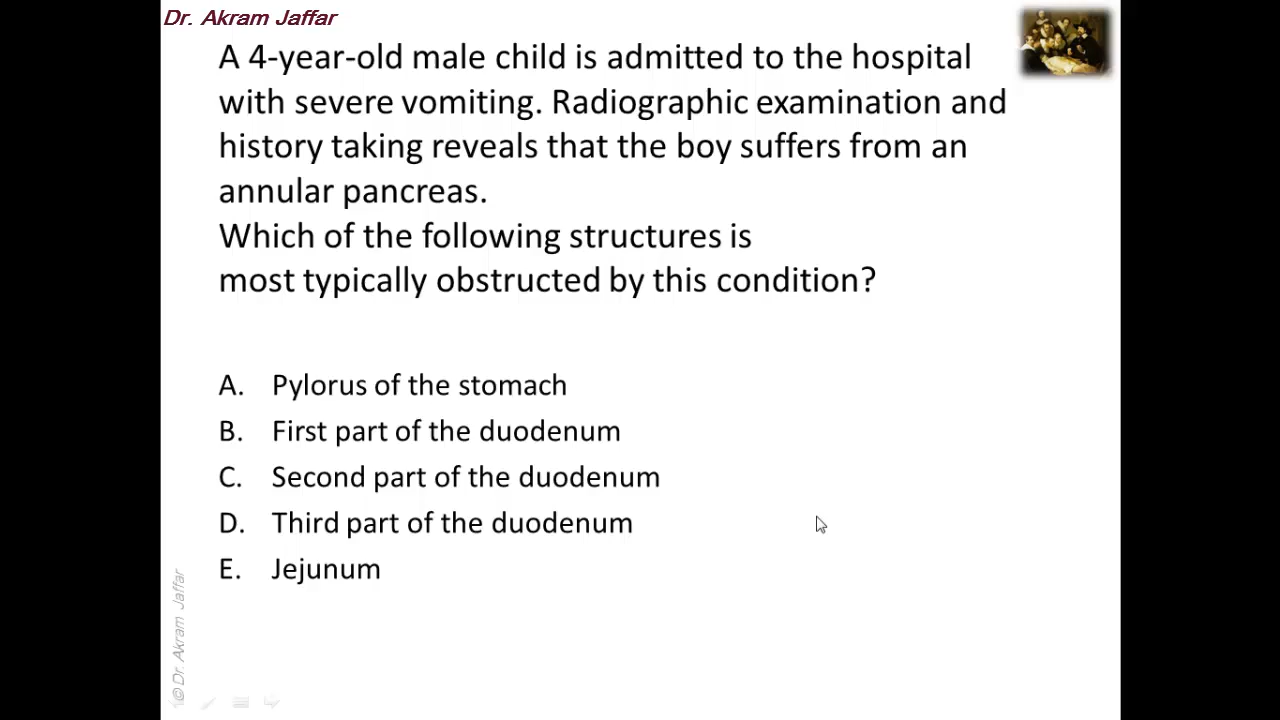 Dr. Akram Jaffar
A 4-year-old male child is admitted to the hospital
with severe vomiting. Radiographic examination and
history taking reveals that the boy suffers from an
annular pancreas.
Which of the following structures is
most typically obstructed by this condition?
A. Pylorus of the stomach
B. First part of the duodenum
C. Second part of the duodenum
D. Third part of the duodenum
E. Jejunum
© Dr. Akram Jaffar